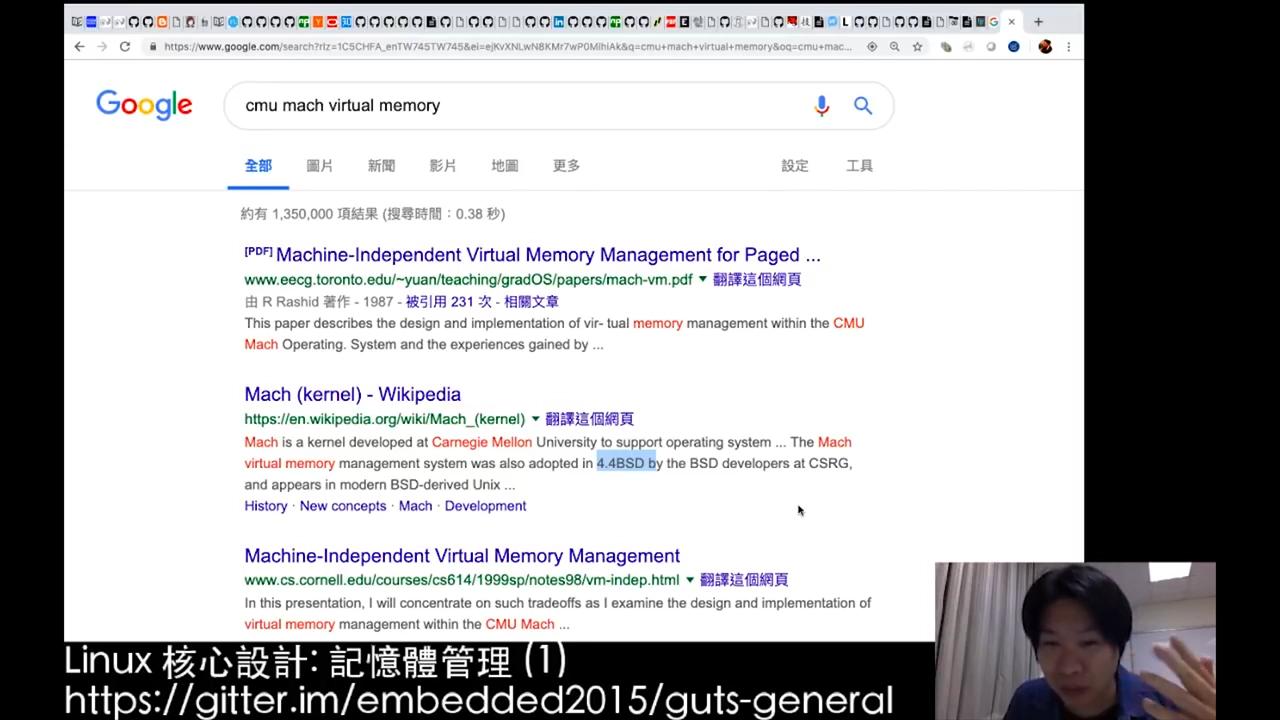 https://www.google.com/search?rlz=1C5CHFA_enTW745TW745&ei=ejKvXNLwN8KMr7wP0MihiAk&q=cmu+mach+virtual+memory&oq=cmu+mac...
Google
cmu mach virtual memory
全部 圖片 新聞 影片 地圖 更多 設定 工具
約有 1,350,000 項結果 (搜尋時間：0.38 秒)
[PDF] Machine-Independent Virtual Memory Management for Paged ...
www.eecg.toronto.edu/~yuan/teaching/gradOS/papers/mach-vm.pdf ▼ 翻譯這個網頁
由 R Rashid 著作 - 1987 - 被引用 231 次 - 相關文章
This paper describes the design and implementation of vir- tual memory management within the CMU
Mach Operating. System and the experiences gained by ...
Mach (kernel) - Wikipedia
https://en.wikipedia.org/wiki/Mach_(kernel) ▼ 翻譯這個網頁
Mach is a kernel developed at Carnegie Mellon University to support operating system ... The Mach
virtual memory management system was also adopted in 4.4BSD by the BSD developers at CSRG,
and appears in modern BSD-derived Unix ...
History · New concepts · Mach · Development
Machine-Independent Virtual Memory Management
www.cs.cornell.edu/courses/cs614/1999sp/notes98/vm-indep.html ▼ 翻譯這個網頁
In this presentation, I will concentrate on such tradeoffs as I examine the design and implementation of
virtual memory management within the CMU Mach ...
Linux 核心設計: 記憶體管理 (1)
https://gitter.im/embedded2015/guts-general